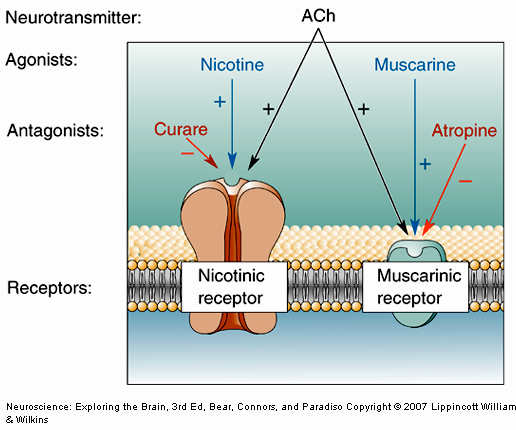 Neurotransmitter: ACh
Agonists: Nicotine Muscarine
+ + +
Antagonists: Curare Atropine
− + −
Receptors: Nicotinic receptor Muscarinic receptor
Neuroscience: Exploring the Brain, 3rd Ed, Bear, Connors, and Paradiso Copyright © 2007 Lippincott William
& Wilkins